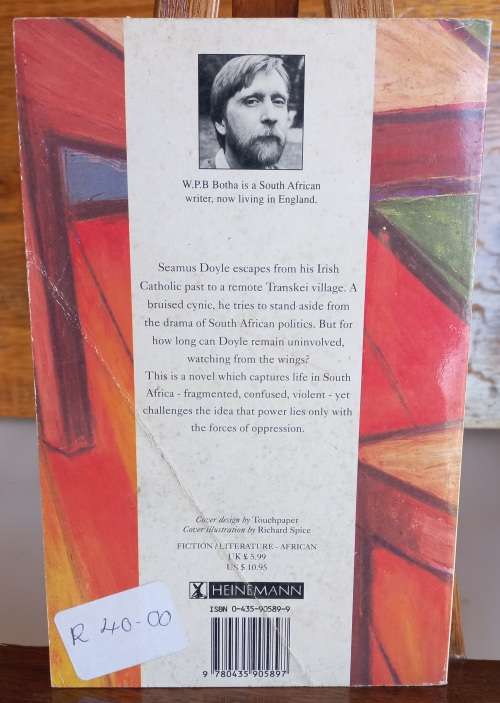 W.P.B Botha is a South African
writer, now living in England.
Seamus Doyle escapes from his Irish
Catholic past to a remote Transkei village. A
bruised cynic, he tries to stand aside from
the drama of South African politics. But for
how long can Doyle remain uninvolved,
watching from the wings?
This is a novel which captures life in South
Africa - fragmented, confused, violent - yet
challenges the idea that power lies only with
the forces of oppression.
Cover design by Touchpaper
Cover illustration by Richard Spice
FICTION / LITERATURE - AFRICAN
UK £ 5.99
US $ 10.95
HEINEMANN
ISBN 0-435-90589-9
9 780435 905897
R 40-00